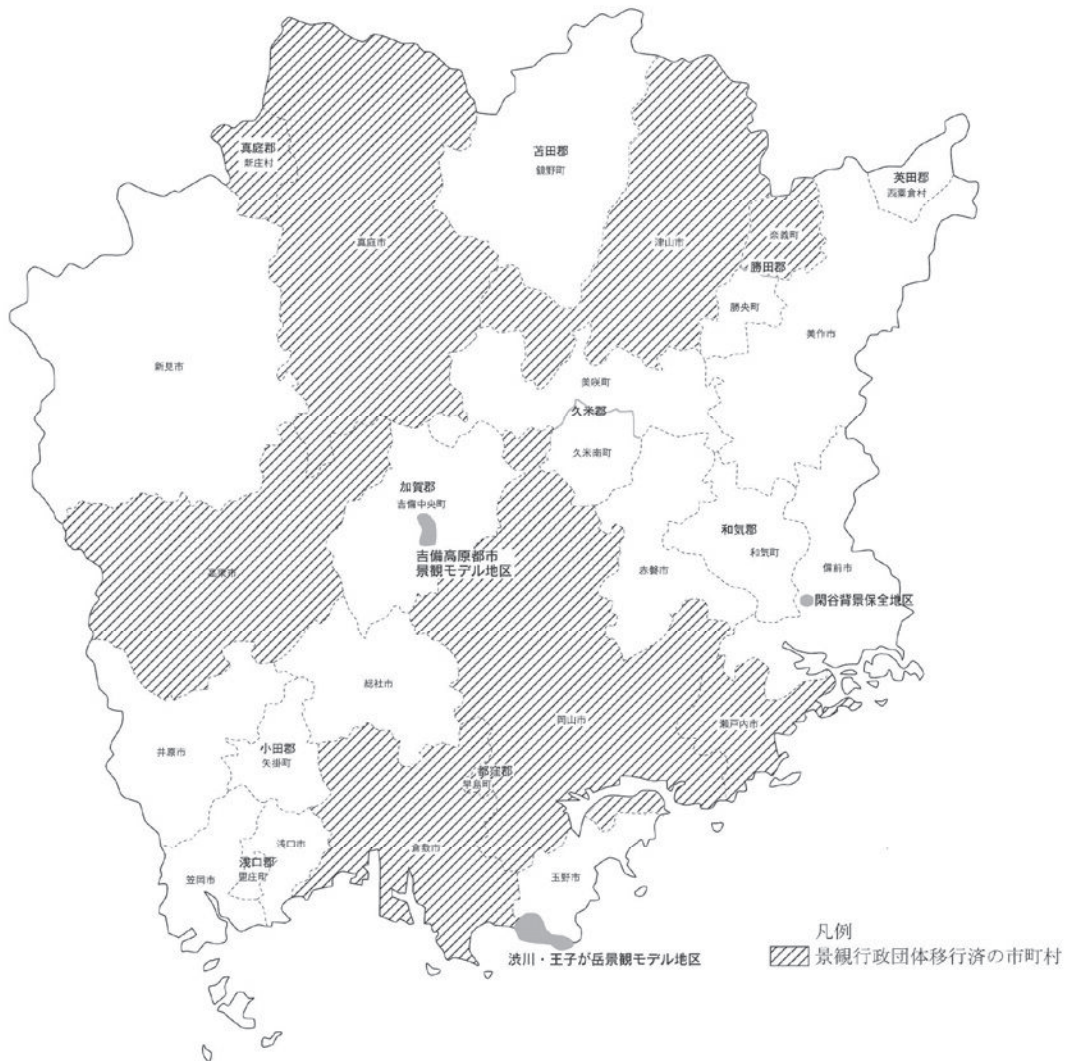 真庭郡
新庄村
苫田郡
鏡野町
英田郡
西粟倉村
真庭市
津山市
奈義町
勝田郡
勝央町
美作市
新見市
美咲町
久米郡
久米南町
加賀郡
吉備中央町
吉備高原都市
景観モデル地区
和気郡
和気町
赤磐市
備前市
閑谷背景保全地区
高梁市
総社市
岡山市
瀬戸内市
井原市
小田郡
矢掛町
都窪郡
早島町
浅口市
倉敷市
浅口郡
里庄町
笠岡市
玉野市
渋川・王子が岳景観モデル地区
凡例
景観行政団体移行済の市町村